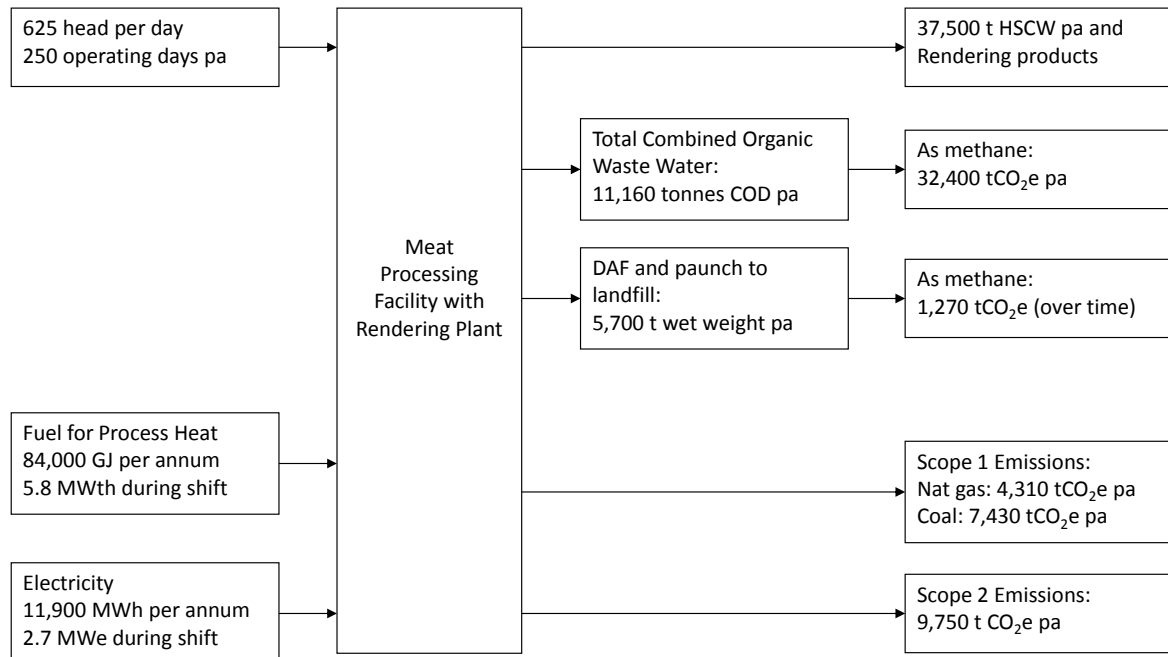 625 head per day
250 operating days pa
37,500 t HSCW pa and
Rendering products
Total Combined Organic
Waste Water:
11,160 tonnes COD pa
As methane:
32,400 tCO₂e pa
Meat
Processing
Facility with
Rendering Plant
DAF and paunch to
landfill:
5,700 t wet weight pa
As methane:
1,270 tCO₂e (over time)
Fuel for Process Heat
84,000 GJ per annum
5.8 MWth during shift
Scope 1 Emissions:
Nat gas: 4,310 tCO₂e pa
Coal: 7,430 tCO₂e pa
Electricity
11,900 MWh per annum
2.7 MWe during shift
Scope 2 Emissions:
9,750 t CO₂e pa